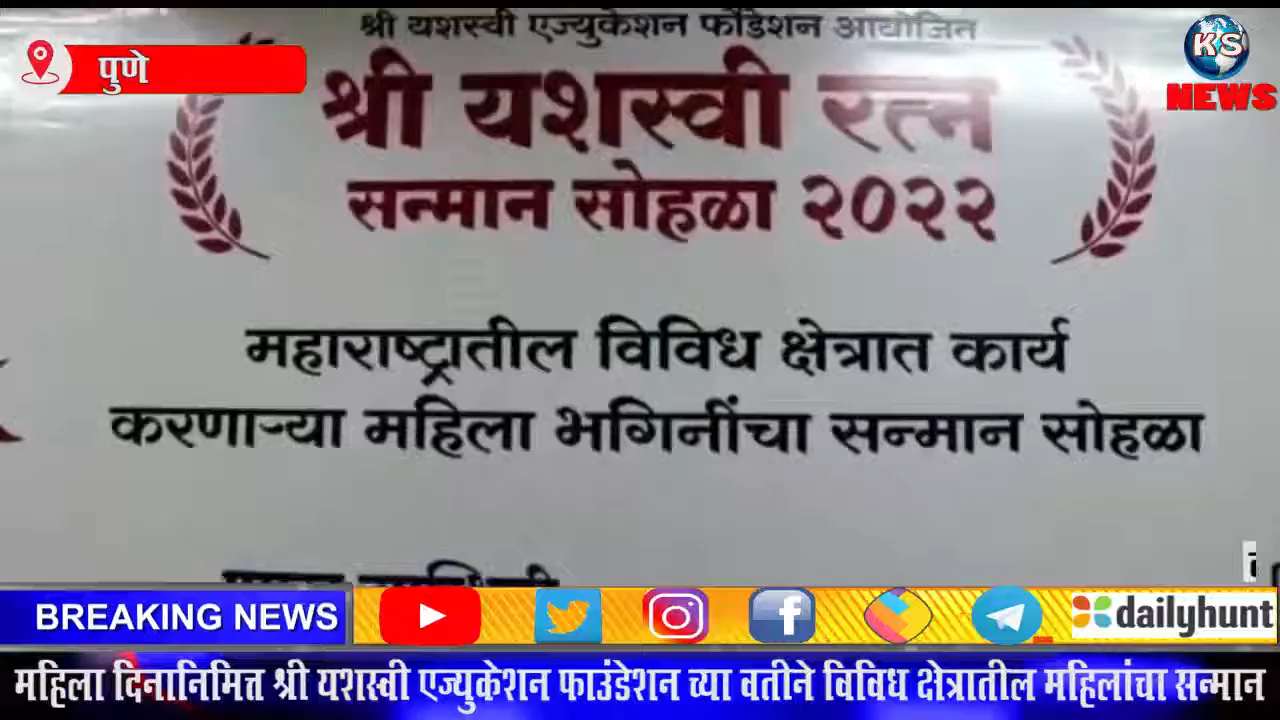 श्री यशस्वी एज्युकेशन फौंडेशन आयोजित
पुणे
KS
NEWS
श्री यशस्वी रत्न
सन्मान सोहळा २०२२
महाराष्ट्रातील विविध क्षेत्रात कार्य
करणाऱ्या महिला भगिनींचा सन्मान सोहळा
BREAKING NEWS
dailyhunt
महिला दिनानिमित्त श्री यशस्वी एज्युकेशन फाउंडेशन च्या वतीने विविध क्षेत्रातील महिलांचा सन्मान